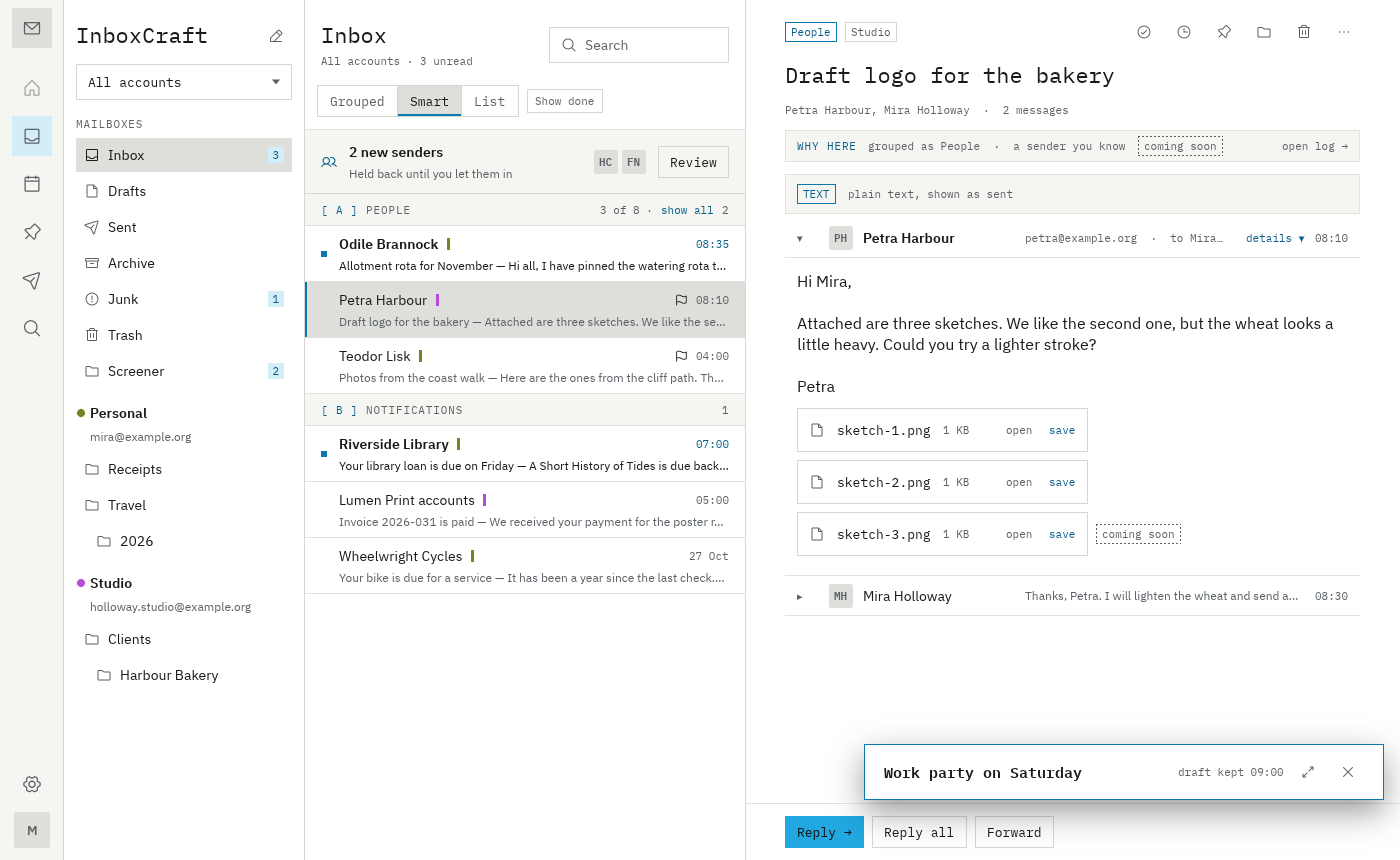 InboxCraft
All accounts
MAILBOXES
Inbox 3
Drafts
Sent
Archive
Junk 1
Trash
Screener 2
Personal
mira@example.org
Receipts
Travel
2026
Studio
holloway.studio@example.org
Clients
Harbour Bakery
M
Inbox
All accounts · 3 unread
Search
Grouped Smart List Show done
2 new senders
Held back until you let them in
HC FN Review
[ A ] PEOPLE 3 of 8 · show all 2
Odile Brannock 08:35
Allotment rota for November — Hi all, I have pinned the watering rota t…
Petra Harbour 08:10
Draft logo for the bakery — Attached are three sketches. We like the se…
Teodor Lisk 04:00
Photos from the coast walk — Here are the ones from the cliff path. Th…
[ B ] NOTIFICATIONS 1
Riverside Library 07:00
Your library loan is due on Friday — A Short History of Tides is due back…
Lumen Print accounts 05:00
Invoice 2026-031 is paid — We received your payment for the poster r…
Wheelwright Cycles 27 Oct
Your bike is due for a service — It has been a year since the last check.…
People Studio
Draft logo for the bakery
Petra Harbour, Mira Holloway · 2 messages
WHY HERE grouped as People · a sender you know coming soon open log →
TEXT plain text, shown as sent
▾ PH Petra Harbour petra@example.org · to Mira… details ▾ 08:10
Hi Mira,
Attached are three sketches. We like the second one, but the wheat looks a
little heavy. Could you try a lighter stroke?
Petra
sketch-1.png 1 KB open save
sketch-2.png 1 KB open save
sketch-3.png 1 KB open save coming soon
▸ MH Mira Holloway Thanks, Petra. I will lighten the wheat and send a… 08:30
Work party on Saturday draft kept 09:00
Reply → Reply all Forward